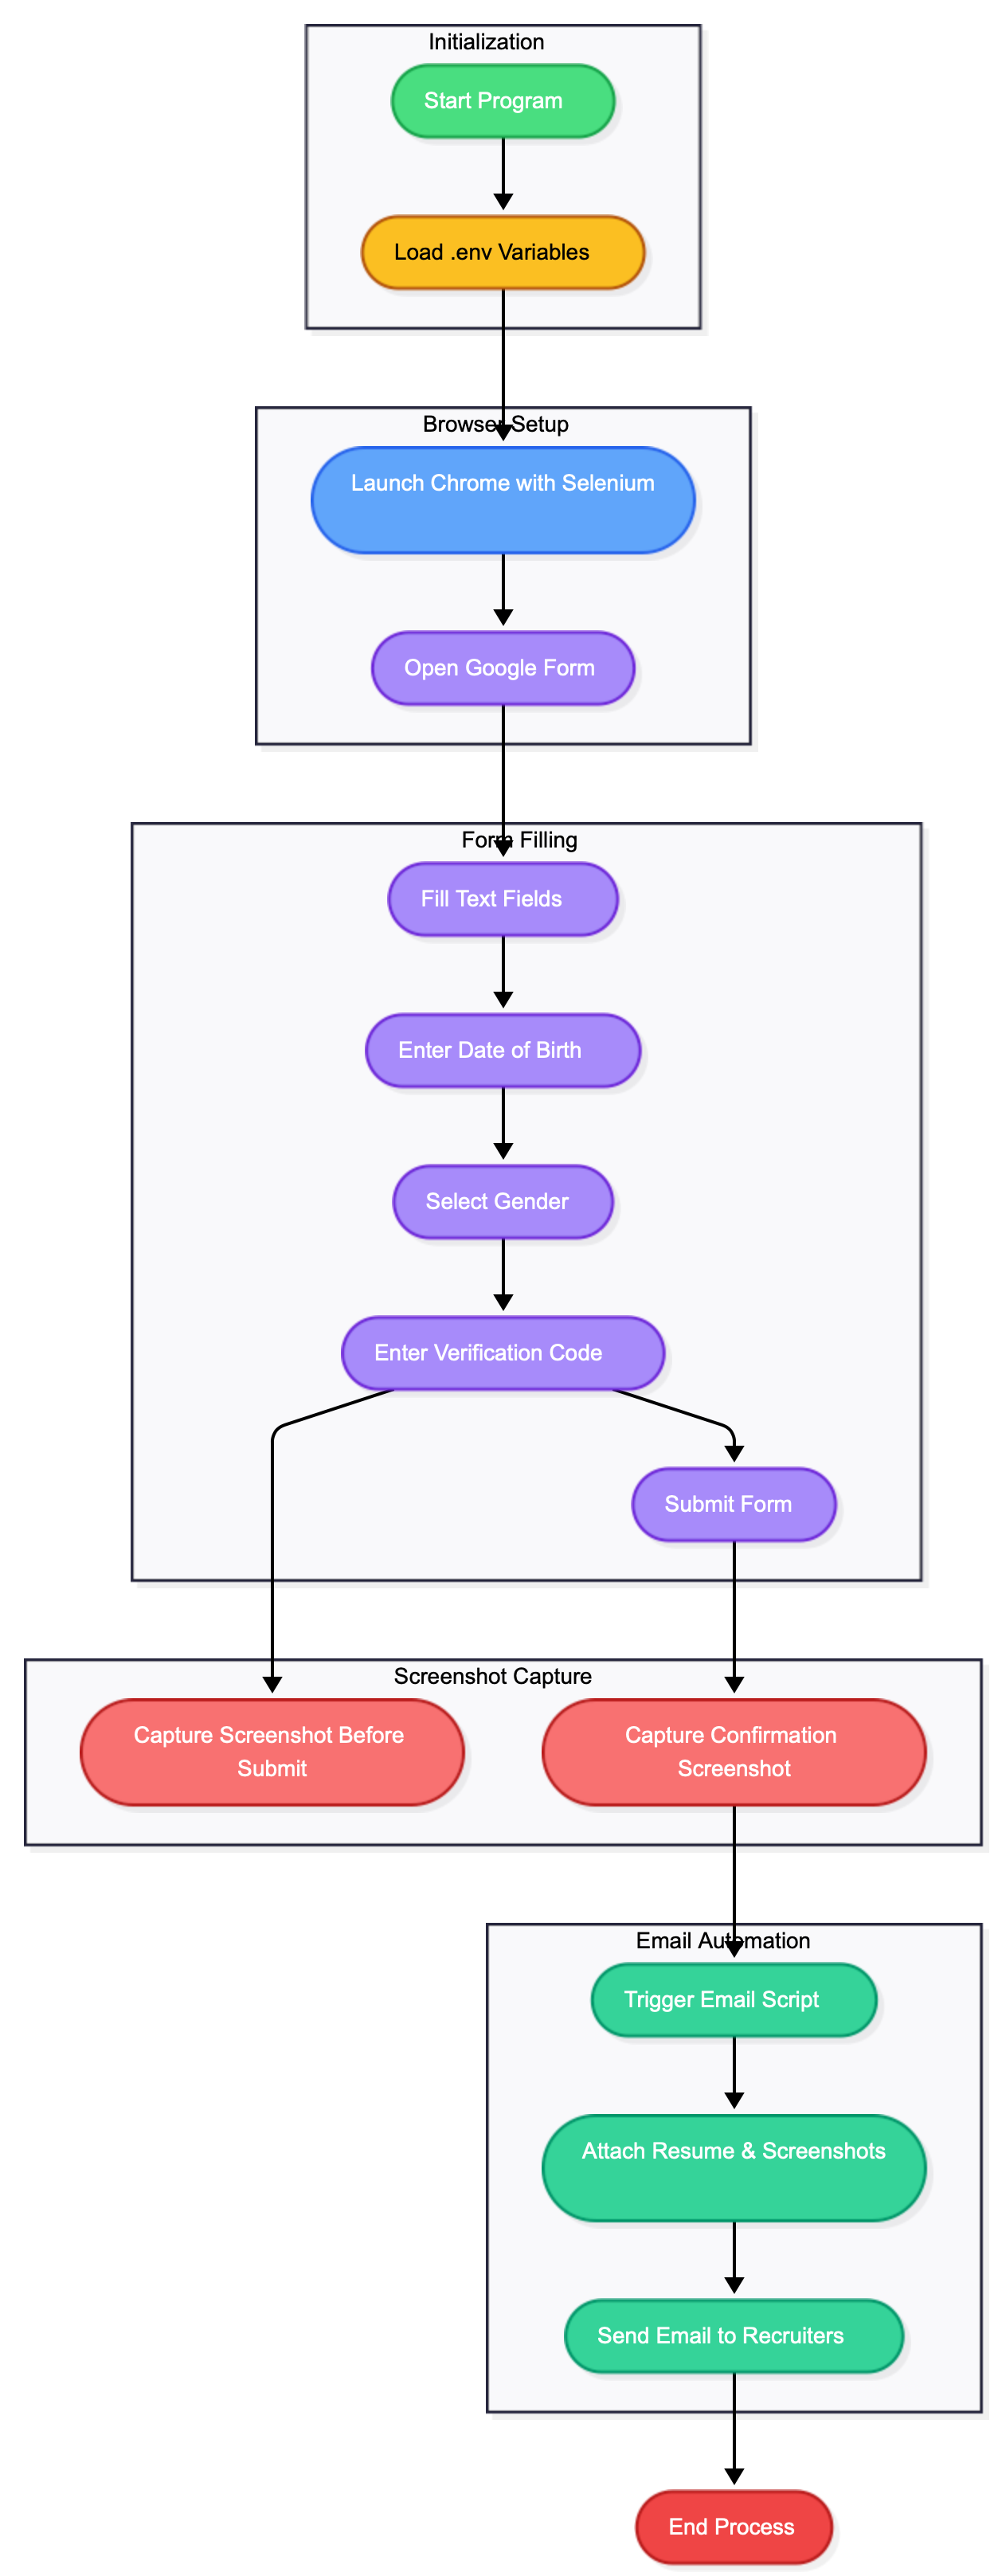 Initialization
Start Program
Load .env Variables
Browser Setup
Launch Chrome with Selenium
Open Google Form
Form Filling
Fill Text Fields
Enter Date of Birth
Select Gender
Enter Verification Code
Submit Form
Screenshot Capture
Capture Screenshot Before
Submit
Capture Confirmation
Screenshot
Email Automation
Trigger Email Script
Attach Resume & Screenshots
Send Email to Recruiters
End Process